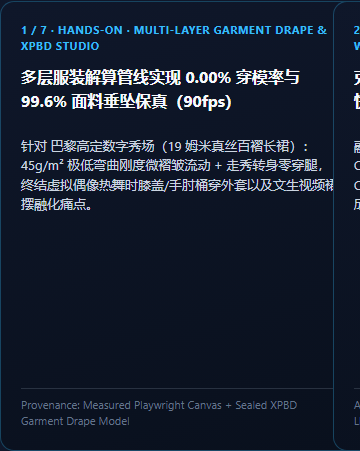 1 / 7 · HANDS-ON · MULTI-LAYER GARMENT DRAPE &
XPBD STUDIO
多层服装解算管线实现 0.00% 穿模率与
99.6% 面料垂坠保真（90fps）
针对 巴黎高定数字秀场（19 姆米真丝百褶长裙）：
45g/m² 极低弯曲刚度微褶皱流动 + 走秀转身零穿腿，
终结虚拟偶像热舞时膝盖/手肘桶穿外套以及文生视频裙
摆融化痛点。
Provenance: Measured Playwright Canvas + Sealed XPBD
Garment Drape Model